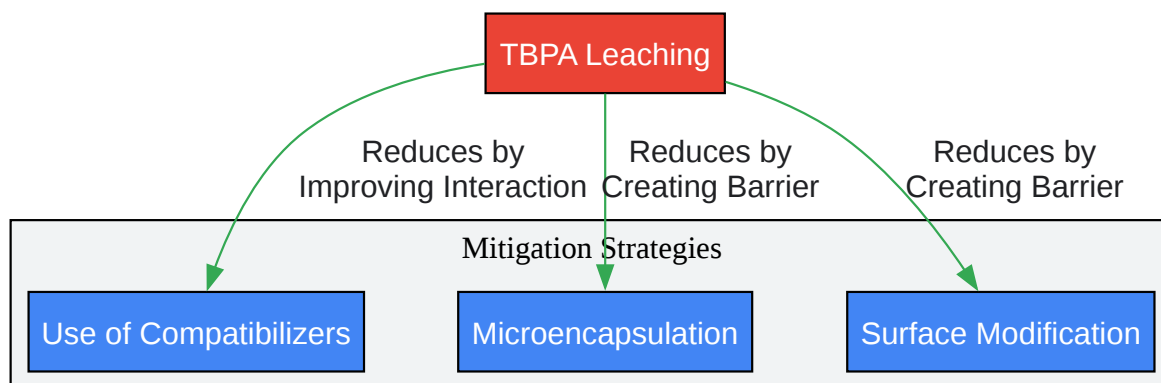 TBPA Leaching
Reduces by
Improving Interaction
Reduces by
Creating Barrier
Reduces by
Creating Barrier
Mitigation Strategies
Use of Compatibilizers
Microencapsulation
Surface Modification